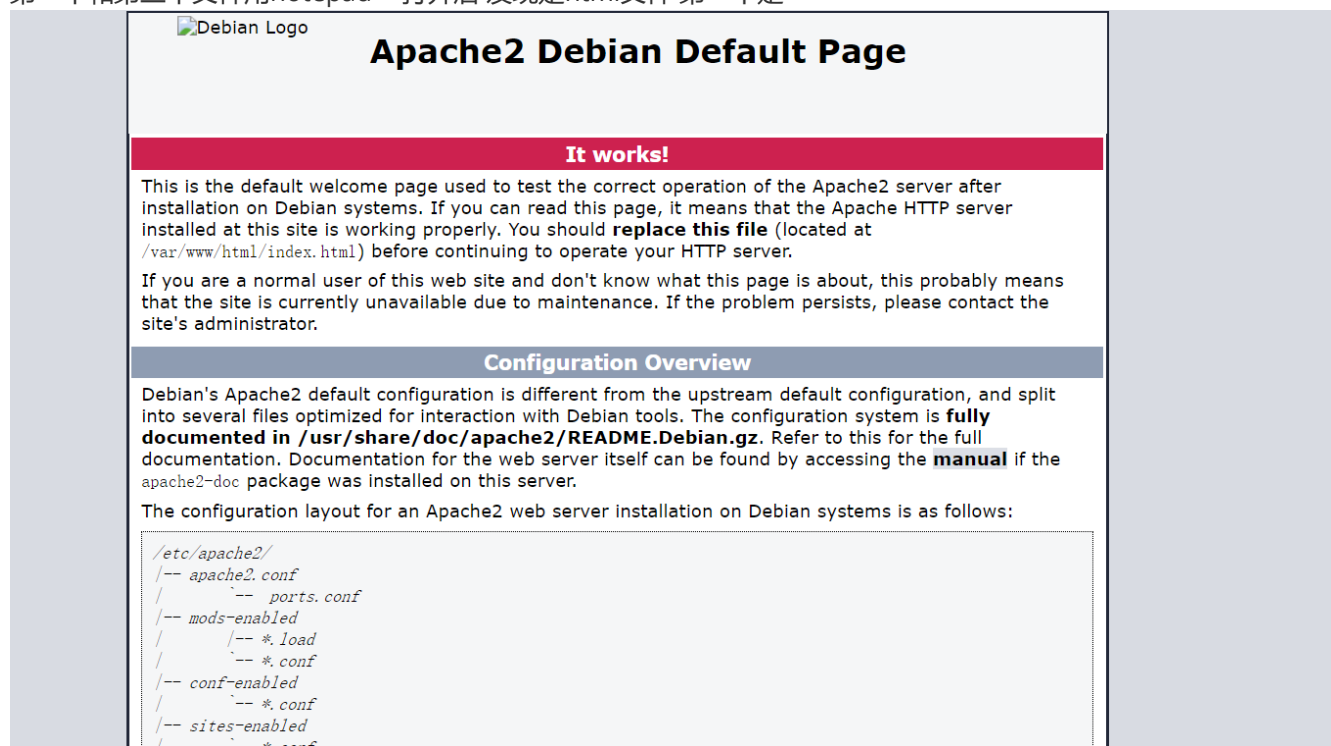 Debian Logo
Apache2 Debian Default Page
It works!
This is the default welcome page used to test the correct operation of the Apache2 server after
installation on Debian systems. If you can read this page, it means that the Apache HTTP server
installed at this site is working properly. You should replace this file (located at
/var/www/html/index.html) before continuing to operate your HTTP server.
If you are a normal user of this web site and don't know what this page is about, this probably means
that the site is currently unavailable due to maintenance. If the problem persists, please contact the
site's administrator.
Configuration Overview
Debian's Apache2 default configuration is different from the upstream default configuration, and split
into several files optimized for interaction with Debian tools. The configuration system is fully
documented in /usr/share/doc/apache2/README.Debian.gz. Refer to this for the full
documentation. Documentation for the web server itself can be found by accessing the manual if the
apache2-doc package was installed on this server.
The configuration layout for an Apache2 web server installation on Debian systems is as follows:
/etc/apache2/
|-- apache2.conf
|       `--  ports.conf
|-- mods-enabled
|       |-- *.load
|       `-- *.conf
|-- conf-enabled
|       `-- *.conf
|-- sites-enabled
|       `-- *.conf